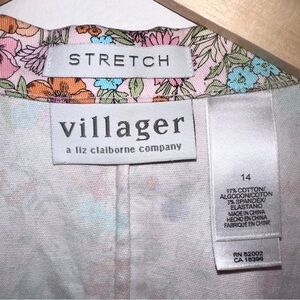 STRETCH
villager
a liz claiborne company
14
97% COTTON/
ALGODON/COTON
3% SPANDEX/
ELASTANO
MADE IN CHINA
HECHO EN CHINA
FABRIQUE EN CHINE
RN 52002
CA 16396